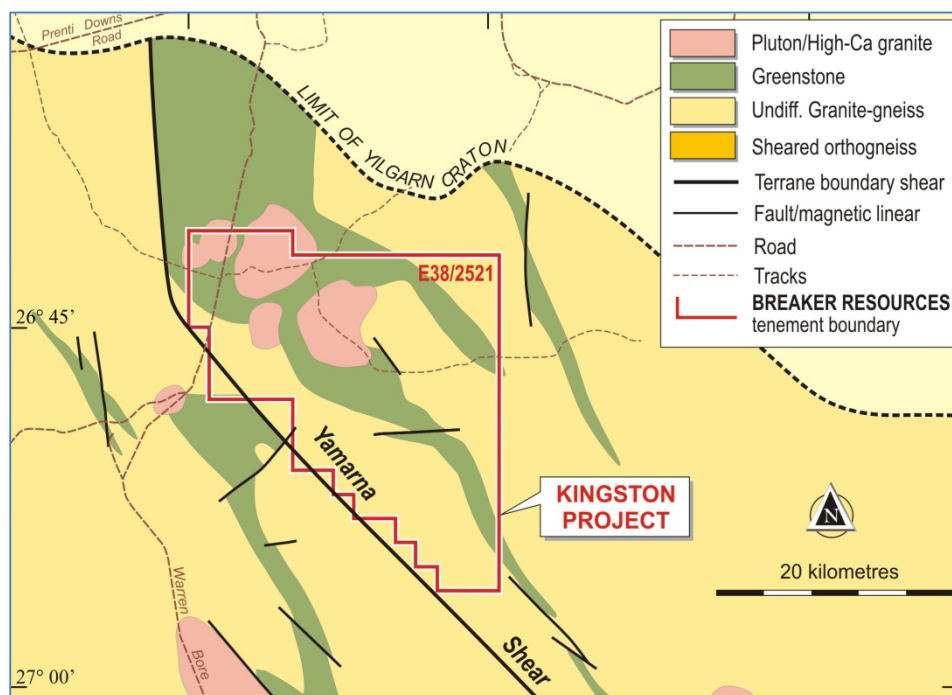 Prenti Downs
Road
LIMIT OF YILGARN CRATON
Pluton/High-Ca granite
Greenstone
Undiff. Granite-gneiss
Sheared orthogneiss
Terrane boundary shear
Fault/magnetic linear
Road
Tracks
BREAKER RESOURCES
tenement boundary
E38/2521
26° 45'
Yamarna
KINGSTON
PROJECT
N
20 kilometres
Warren
Bore
Shear
27° 00'